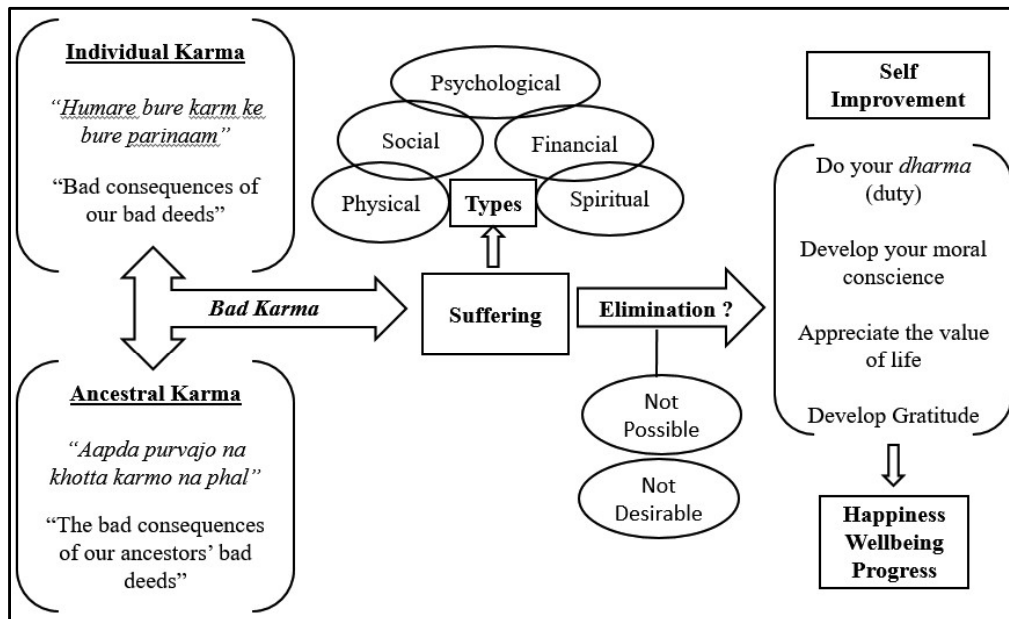 Individual Karma
“Humare bure karm ke
bure parinaam”
“Bad consequences of
our bad deeds”
Bad Karma
Ancestral Karma
“Aapda purvajo na
khotta karmo na phal”
“The bad consequences
of our ancestors’ bad
deeds”
Psychological
Social
Financial
Physical
Types
Spiritual
Suffering
Elimination ?
Not
Possible
Not
Desirable
Self
Improvement
Do your dharma
(duty)
Develop your moral
conscience
Appreciate the value
of life
Develop Gratitude
Happiness
Wellbeing
Progress